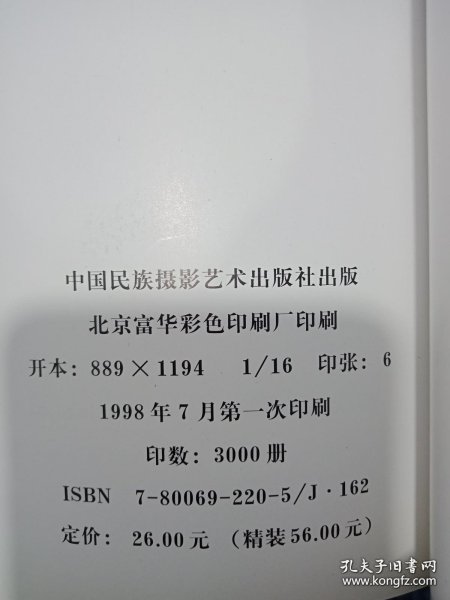 中国民族摄影艺术出版社出版
北京富华彩色印刷厂印刷
开本：889×1194　1/16　印张：6
1998年7月第一次印刷
印数：3000册
ISBN　7-80069-220-5/J·162
定价：26.00元　（精装56.00元）
孔夫子旧书网
www.kongfz.com